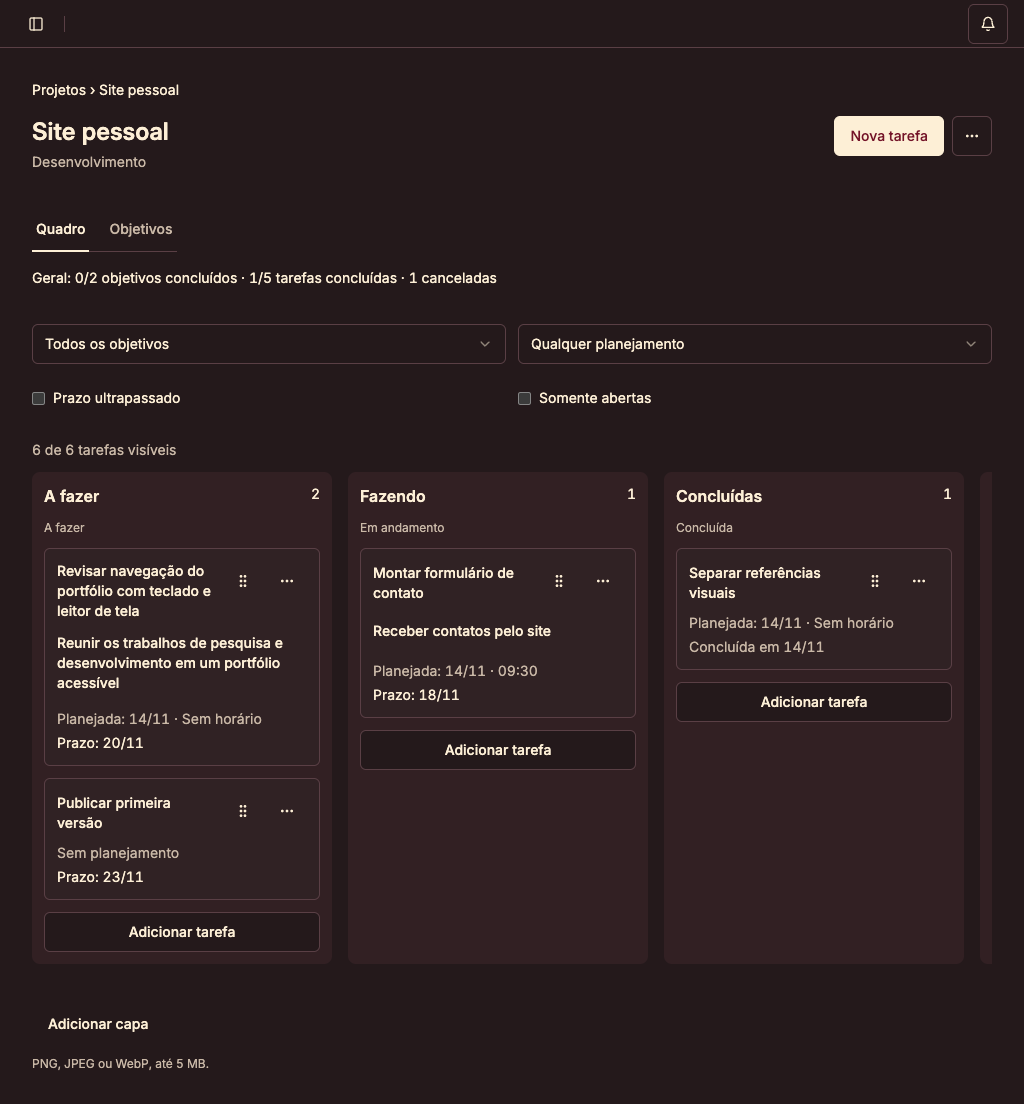 Projetos › Site pessoal
Site pessoal
Nova tarefa
Desenvolvimento
Quadro
Objetivos
Geral: 0/2 objetivos concluídos · 1/5 tarefas concluídas · 1 canceladas
Todos os objetivos
Qualquer planejamento
Prazo ultrapassado
Somente abertas
6 de 6 tarefas visíveis
A fazer
2
A fazer
Revisar navegação do
portfólio com teclado e
leitor de tela
Reunir os trabalhos de pesquisa e
desenvolvimento em um portfólio
acessível
Planejada: 14/11 · Sem horário
Prazo: 20/11
Publicar primeira
versão
Sem planejamento
Prazo: 23/11
Adicionar tarefa
Fazendo
1
Em andamento
Montar formulário de
contato
Receber contatos pelo site
Planejada: 14/11 · 09:30
Prazo: 18/11
Adicionar tarefa
Concluídas
1
Concluída
Separar referências
visuais
Planejada: 14/11 · Sem horário
Concluída em 14/11
Adicionar tarefa
Adicionar capa
PNG, JPEG ou WebP, até 5 MB.